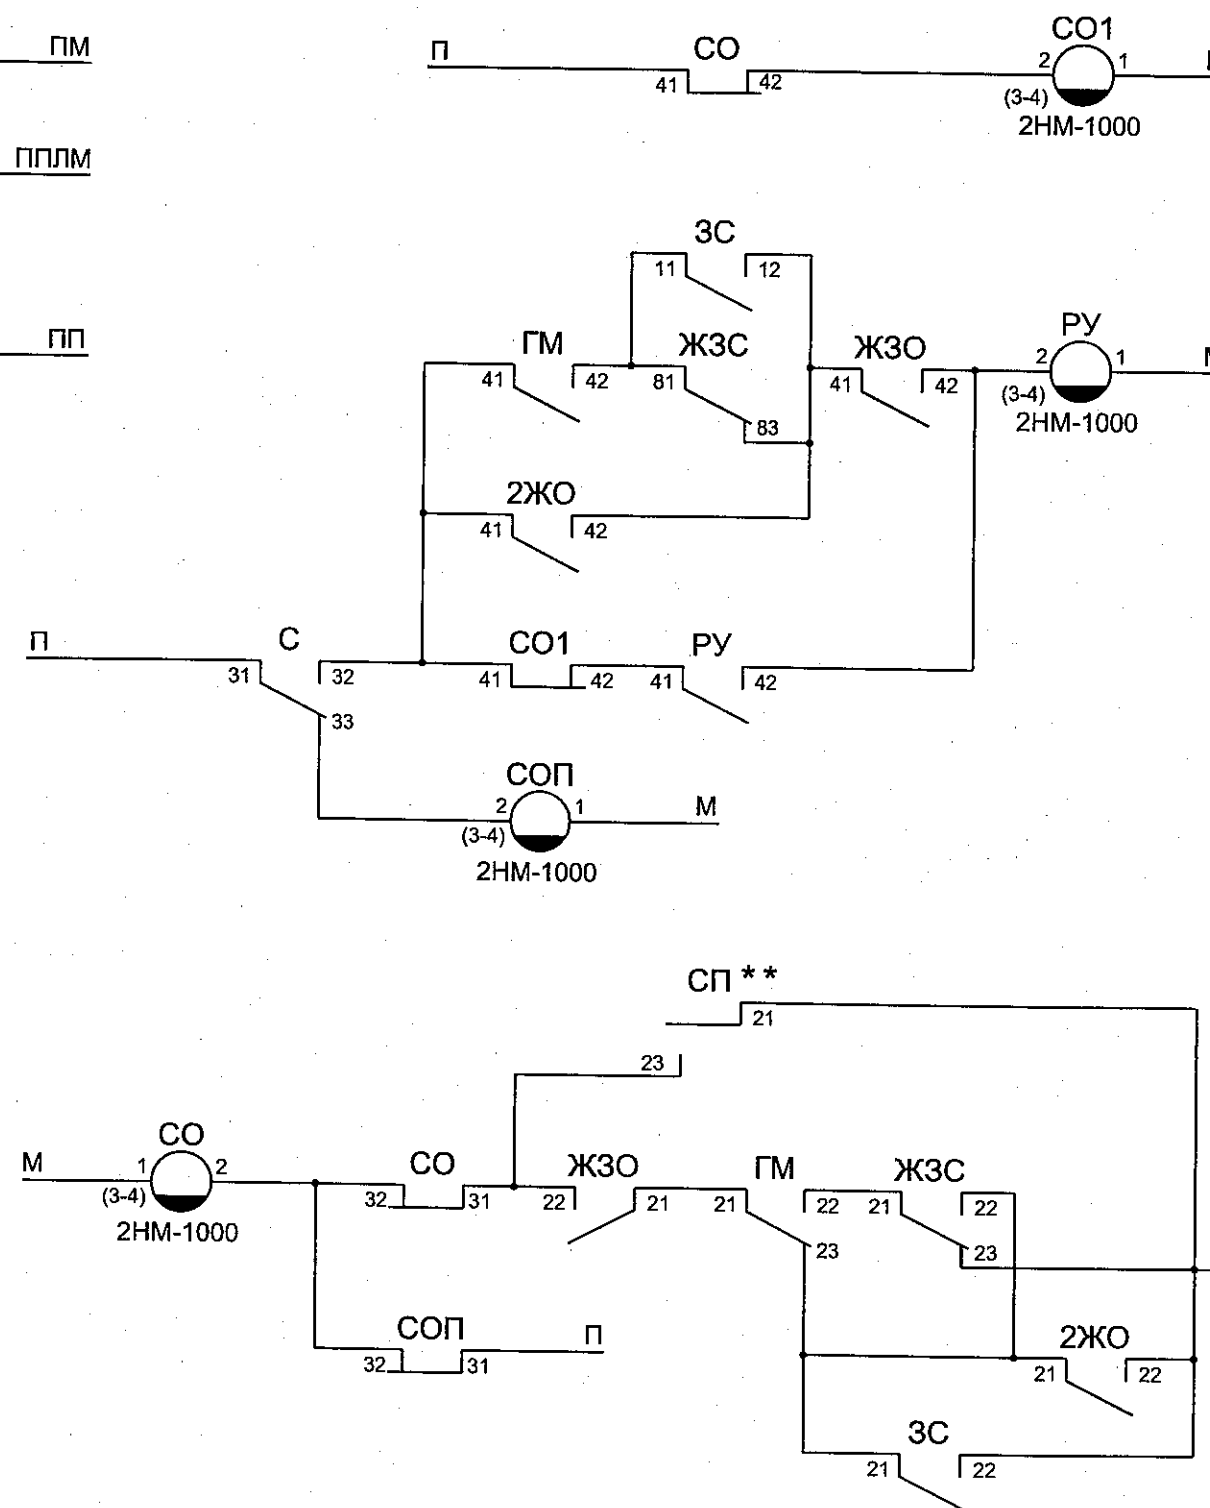 ПМ
П СО СО1
41 42 2 1
(3-4)
2НМ-1000
ППЛМ
ЗС
11 12
ПП
ГМ ЖЗС ЖЗО РУ
41 42 81 41 42 2 1
83 (3-4)
2НМ-1000
2ЖО
41 42
П С СО1 РУ
31 32 41 42 41 42
33
СОП
2 1 М
(3-4)
2НМ-1000
СП **
21
23
М СО СО ЖЗО ГМ ЖЗС
1 2 32 31 22 21 21 22 21 22
(3-4) 23 23
2НМ-1000
СОП П
32 31
2ЖО
21 22
ЗС
21 22